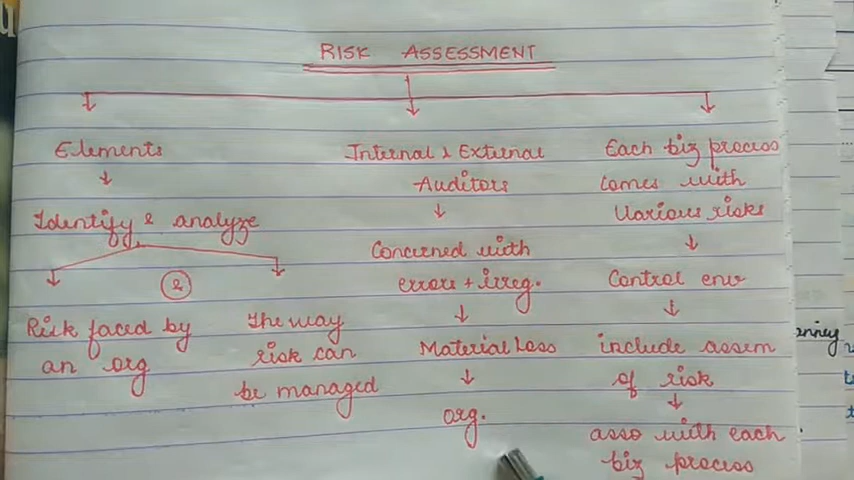 RISK ASSESSMENT
Elements
Identify & analyze
&
Risk faced by
an org
The way
risk can
be managed
Internal & External
Auditors
Concerned with
errors + irreg.
Material Loss
org.
Each biz process
comes with
Various risks
Control env
include assem
of risk
asso with each
biz process